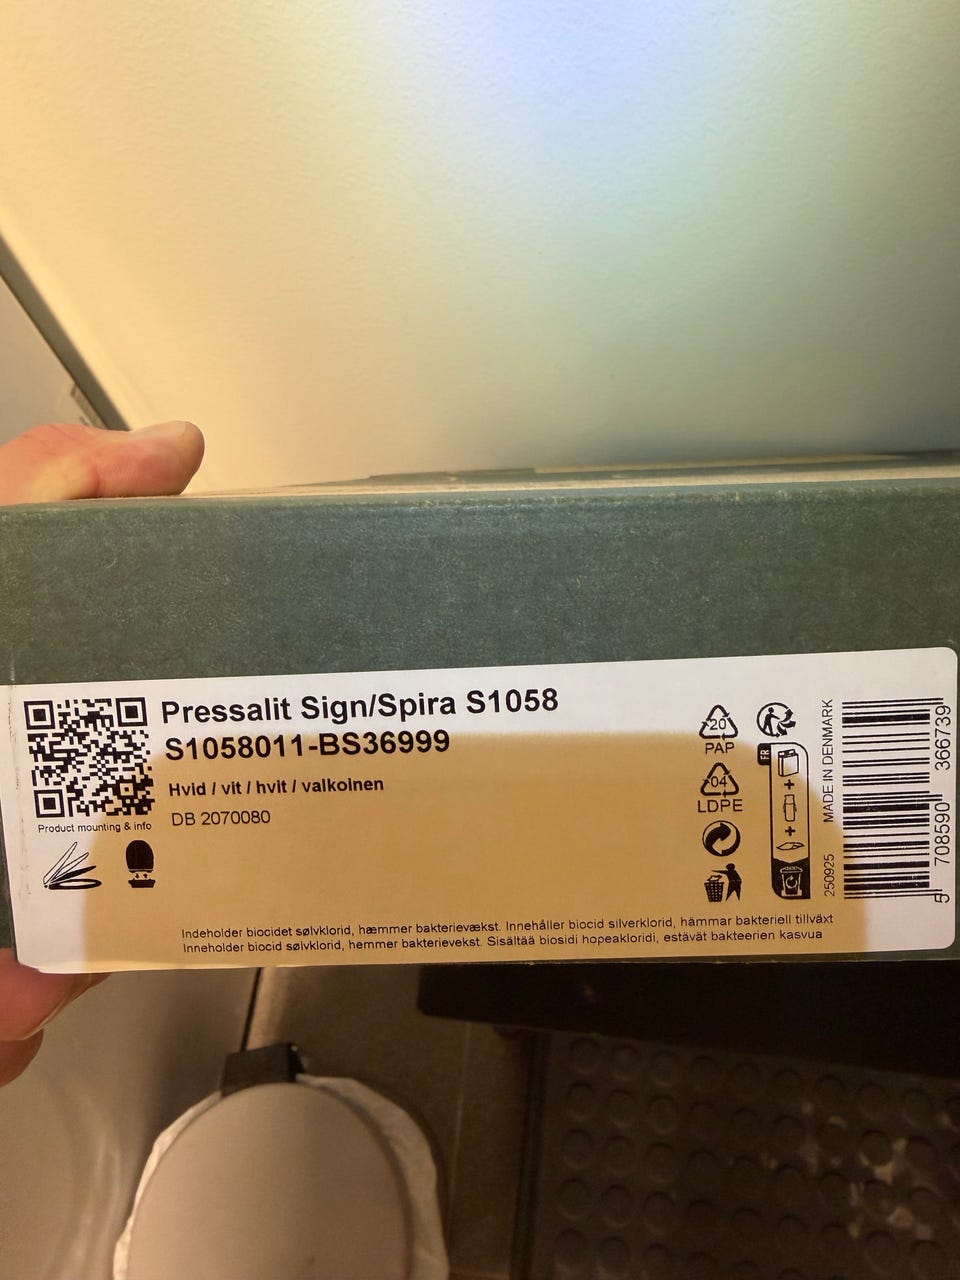 Pressalit Sign/Spira S1058
S1058011-BS36999
Hvid / vit / hvit / valkoinen
DB 2070080
Product mounting & info
Indeholder biocidet sølvklorid, hæmmer bakterievækst. Innehåller biocid silverklorid, hämmar bakteriell tillväxt
Inneholder biocid sølvklorid, hemmer bakterievekst. Sisältää biosidi hopeakloridi, estävät bakteerien kasvua
20
PAP
04
LDPE
FR
+
+
250925
MADE IN DENMARK
5 708590 366739